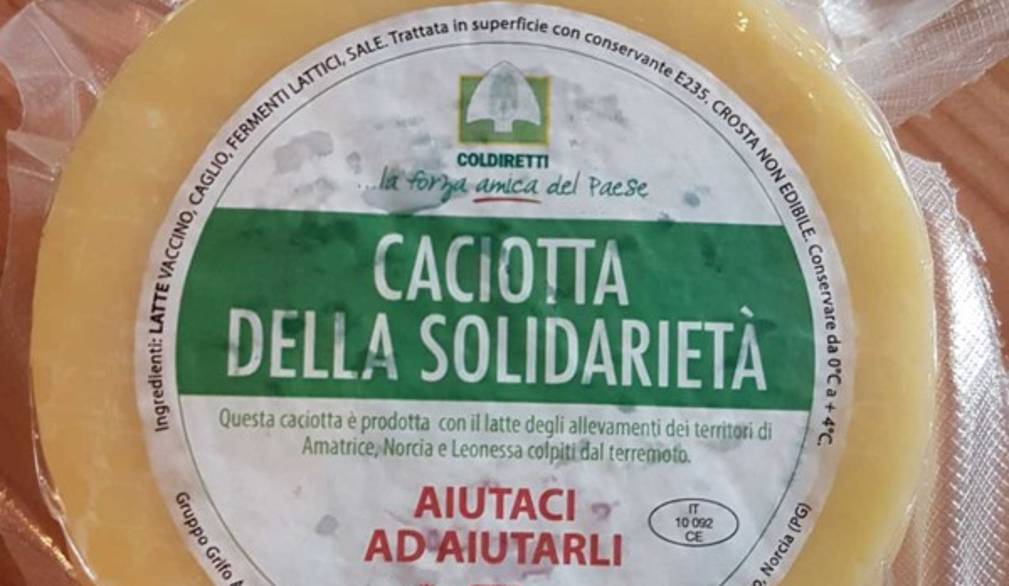 Ingredienti: LATTE VACCINO, CAGLIO, FERMENTI LATTICI, SALE. Trattata in superficie con conservante E235. CROSTA NON EDIBILE. Conservare da 0°C a + 4°C.
COLDIRETTI
...la forza amica del Paese
CACIOTTA
DELLA SOLIDARIETÀ
Questa caciotta è prodotta con il latte degli allevamenti dei territori di
Amatrice, Norcia e Leonessa colpiti dal terremoto.
AIUTACI
AD AIUTARLI
IT
10 092
CE
Gruppo Grifo
Norcia (PG)